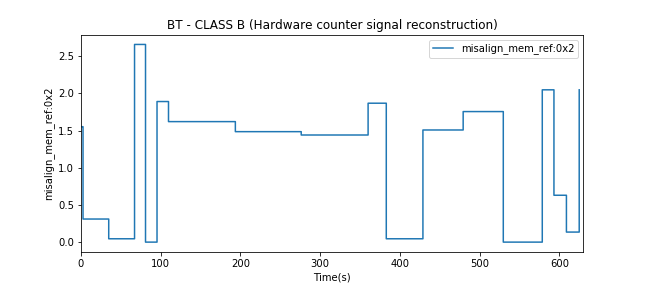 BT - CLASS B (Hardware counter signal reconstruction)
misalign_mem_ref:0x2
misalign_mem_ref:0x2
2.5
2.0
1.5
1.0
0.5
0.0
0 100 200 300 400 500 600
Time(s)